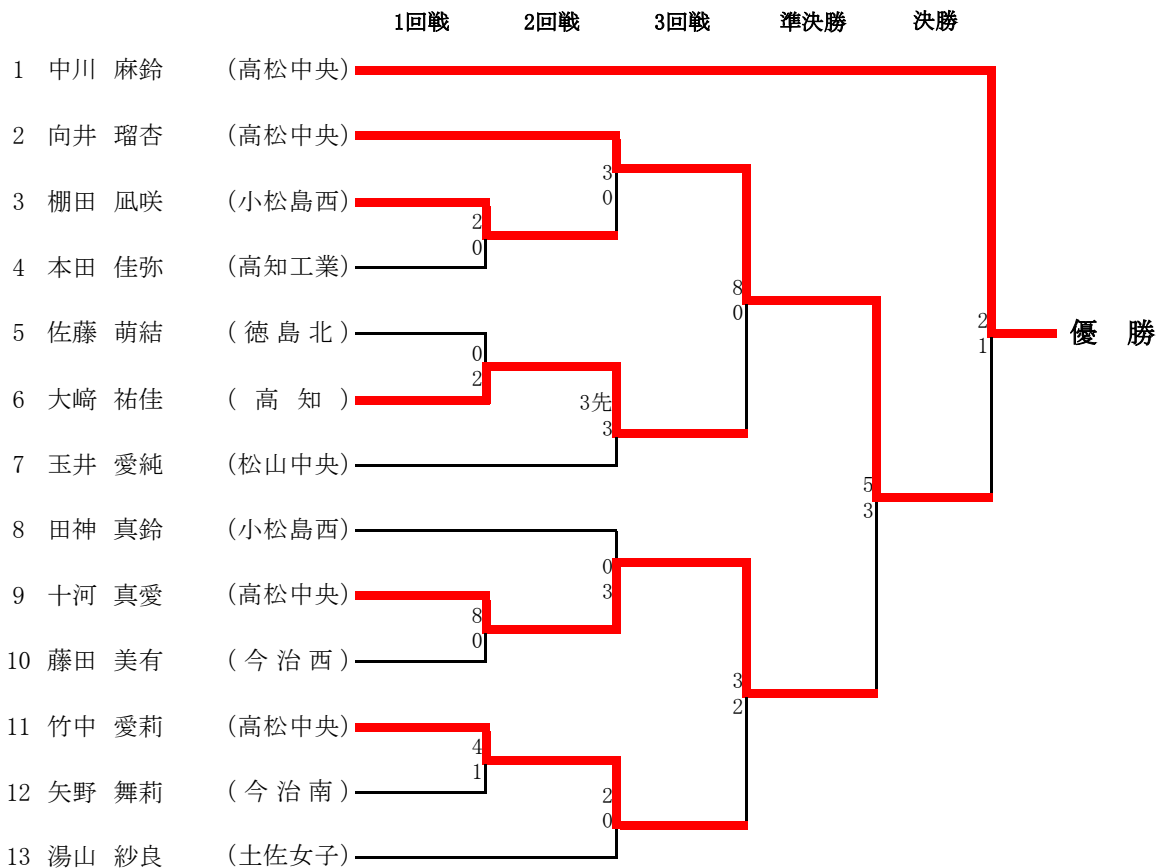 1回戦 2回戦 3回戦 準決勝 決勝
1 中川 麻鈴 (高松中央)
2 向井 瑠杏 (高松中央)
3
0
3 棚田 凪咲 (小松島西)
2
0
4 本田 佳弥 (高知工業)
8
0
5 佐藤 萌結 (徳島北)
2
1
優 勝
0
2
6 大﨑 祐佳 (高知)
3先
3
7 玉井 愛純 (松山中央)
5
3
8 田神 真鈴 (小松島西)
0
3
9 十河 真愛 (高松中央)
8
0
10 藤田 美有 (今治西)
3
2
11 竹中 愛莉 (高松中央)
4
1
12 矢野 舞莉 (今治南)
2
0
13 湯山 紗良 (土佐女子)